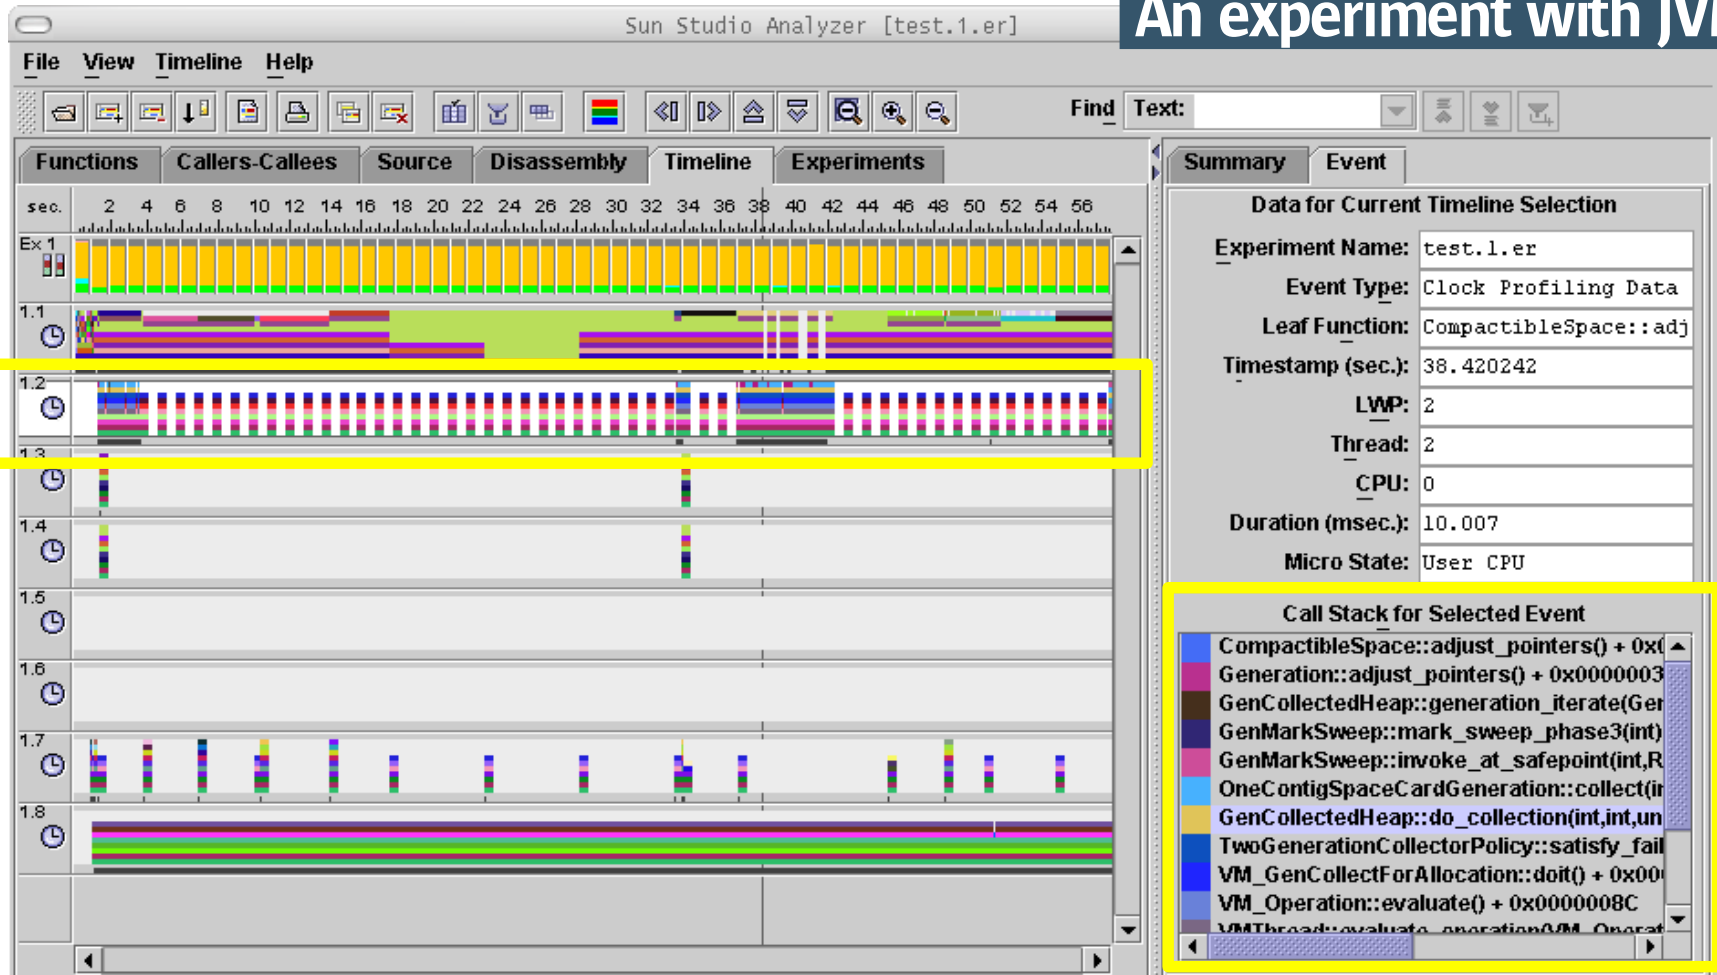 An experiment with JVM
Sun Studio Analyzer [test.1.er]
File View Timeline Help
Find Text:
Functions Callers-Callees Source Disassembly Timeline Experiments
Summary Event
sec. 2 4 6 8 10 12 14 16 18 20 22 24 26 28 30 32 34 36 38 40 42 44 46 48 50 52 54 56
Data for Current Timeline Selection
Ex 1
Experiment Name: test.1.er
Event Type: Clock Profiling Data
1.1
Leaf Function: CompactibleSpace::adj
Timestamp (sec.): 38.420242
1.2
LWP: 2
Thread: 2
1.3
CPU: 0
1.4
Duration (msec.): 10.007
Micro State: User CPU
1.5
Call Stack for Selected Event
CompactibleSpace::adjust_pointers() + 0x0
1.6
Generation::adjust_pointers() + 0x0000003
GenCollectedHeap::generation_iterate(Gen
GenMarkSweep::mark_sweep_phase3(int)
1.7
GenMarkSweep::invoke_at_safepoint(int,R
OneContigSpaceCardGeneration::collect(in
1.8
GenCollectedHeap::do_collection(int,int,un
TwoGenerationCollectorPolicy::satisfy_fail
VM_GenCollectForAllocation::doit() + 0x00
VM_Operation::evaluate() + 0x0000008C
VMThread::evaluate_operation(VM_Operat